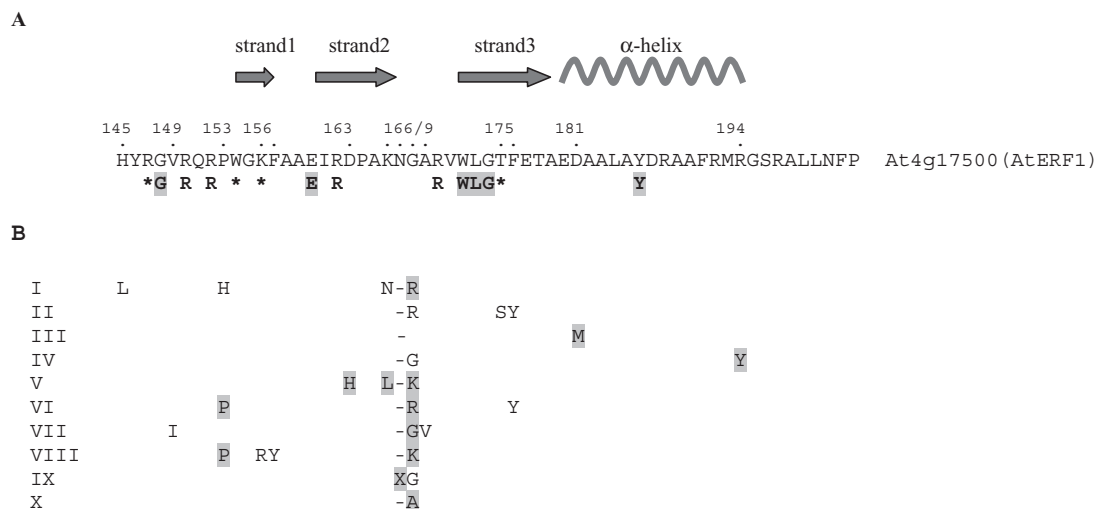 A
strand1 strand2 strand3 α-helix
145 149 153 156 163 166/9 175 181 194
. . . . . . . . . . . . . .
HYRGVRQRPWGKFAAEIRDPAKNGARVWLGTFETAEDAALAYDRAAFRMRGSRALLNFP At4g17500(AtERF1)
*G R R * * E R R WLG* Y
B
I L H N-R
II -R SY
III - M
IV -G Y
V H L-K
VI P -R Y
VII I -GV
VIII P RY -K
IX XG
X -A